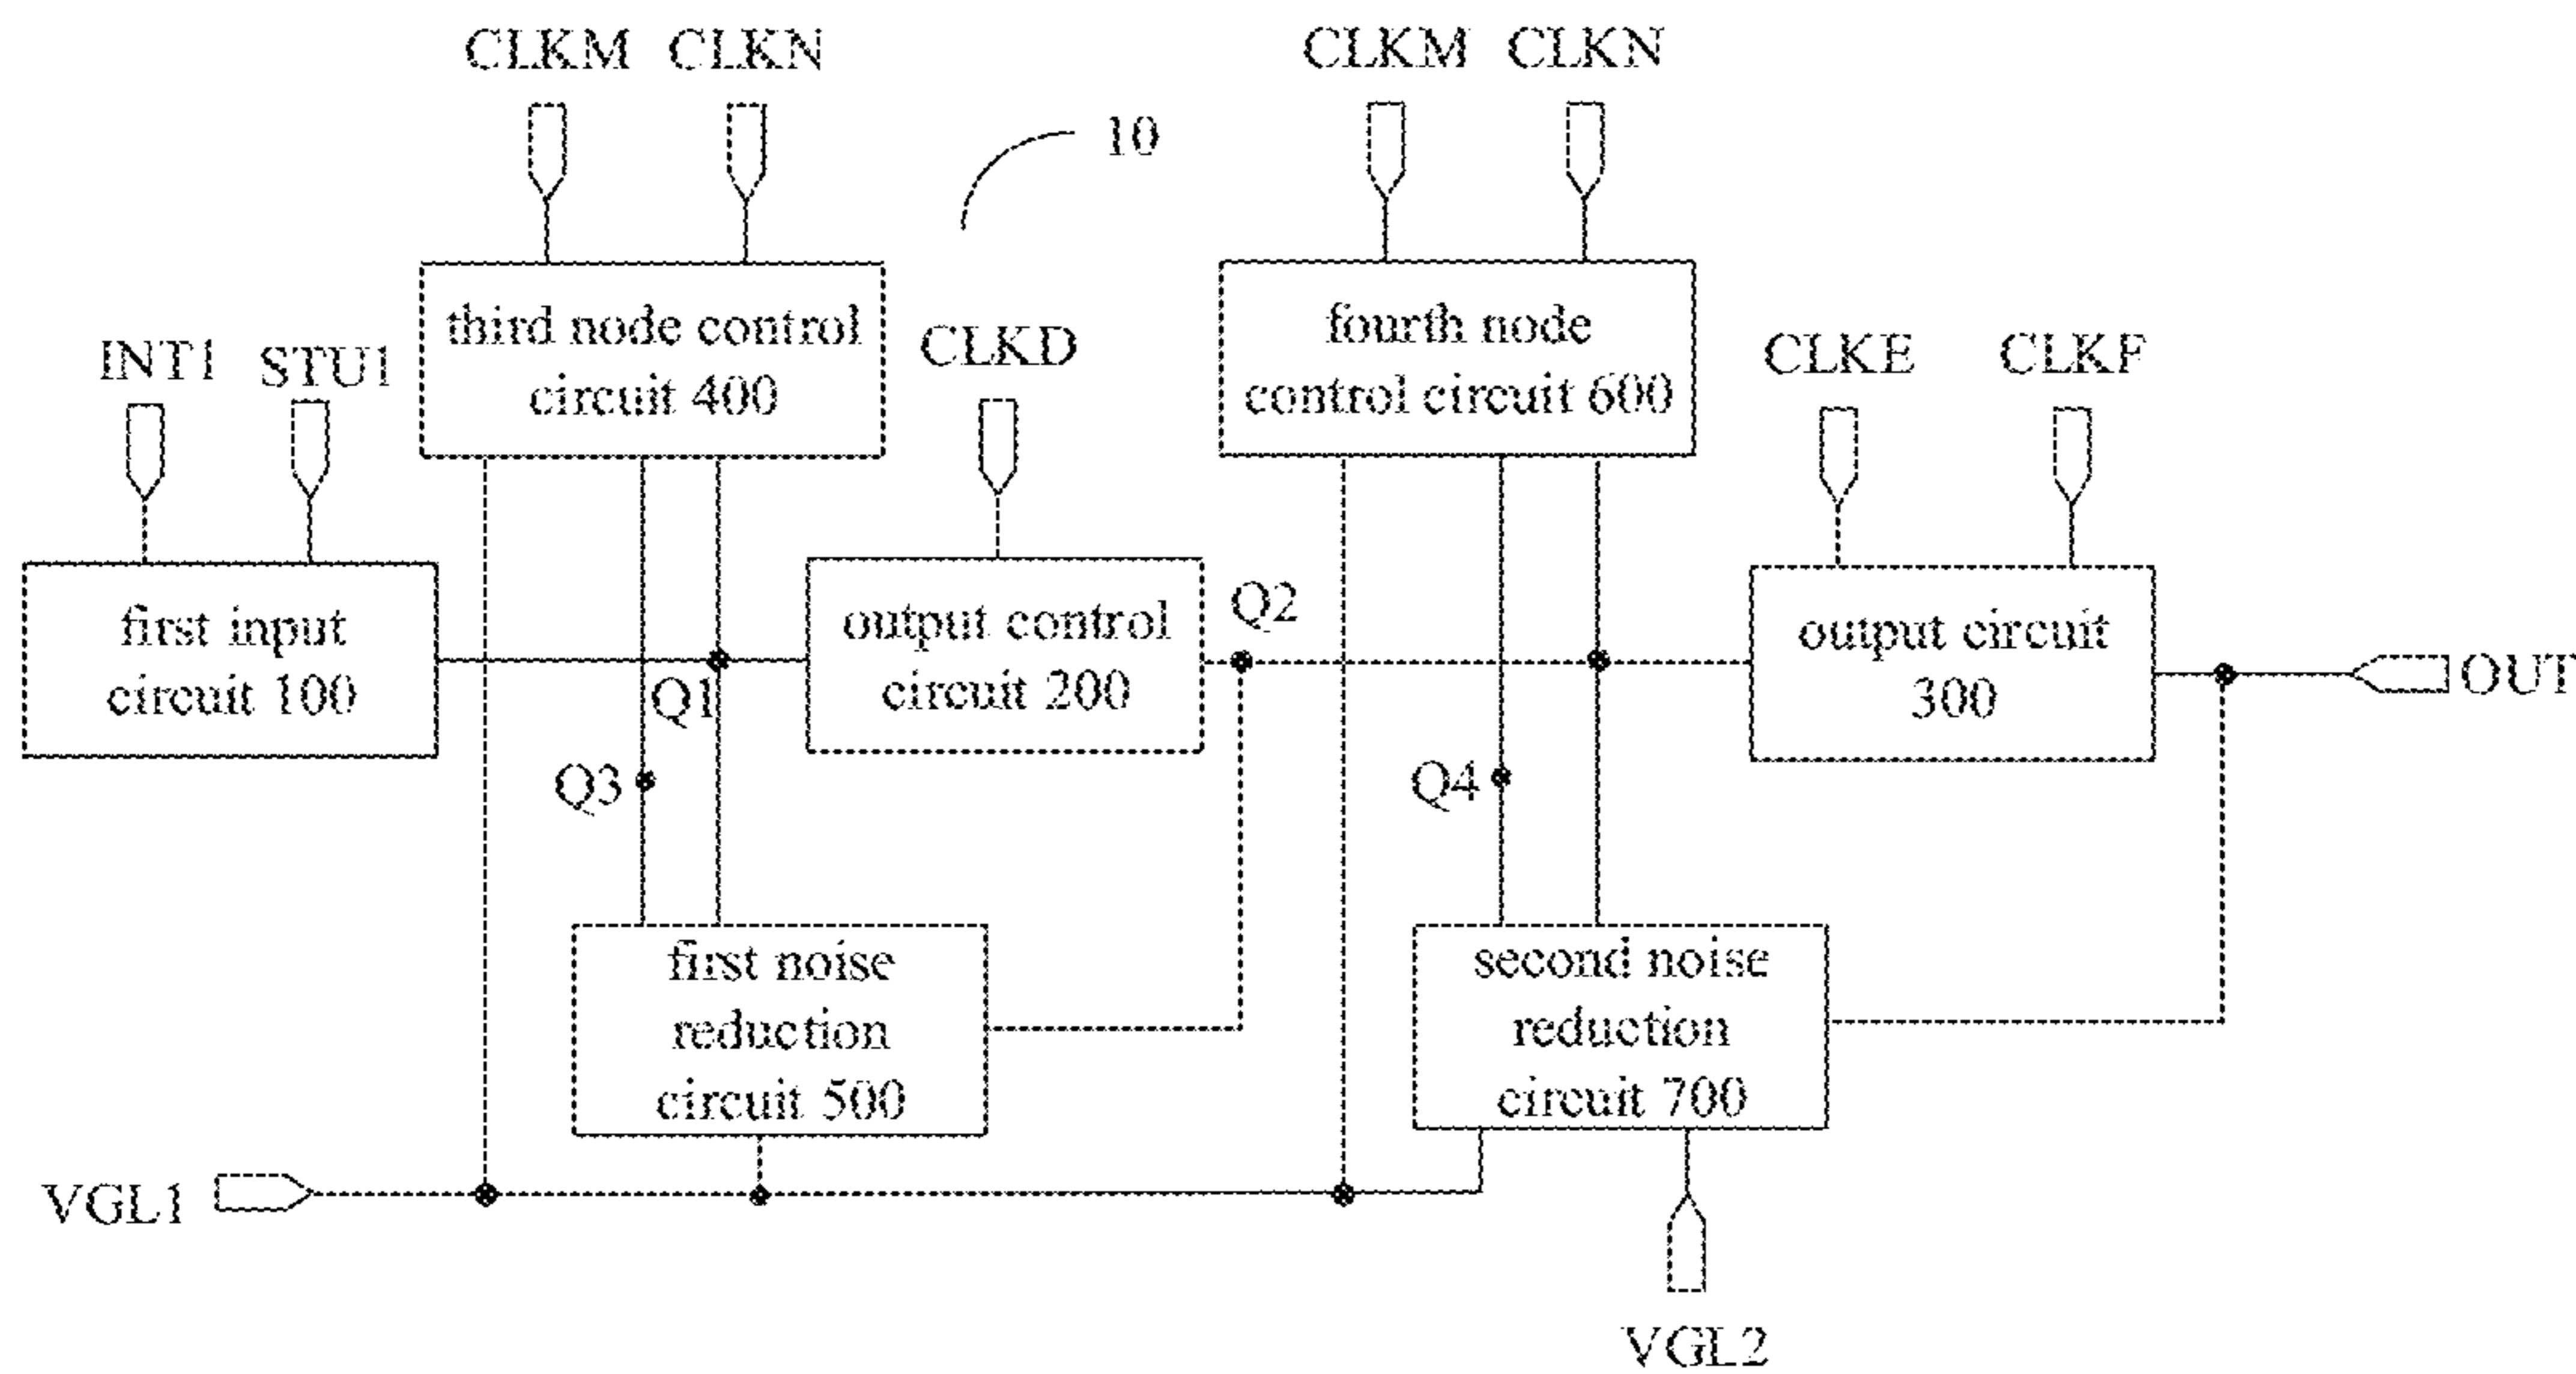 CLKM CLKN CLKM CLKN
10
third node control
circuit 400
fourth node
control circuit 600
INT1 STU1 CLKD CLKE CLKF
first input
circuit 100
output control
circuit 200
Q2
output circuit
300
OUT
Q1
Q3
Q4
first noise
reduction
circuit 500
second noise
reduction
circuit 700
VGL1
VGL2